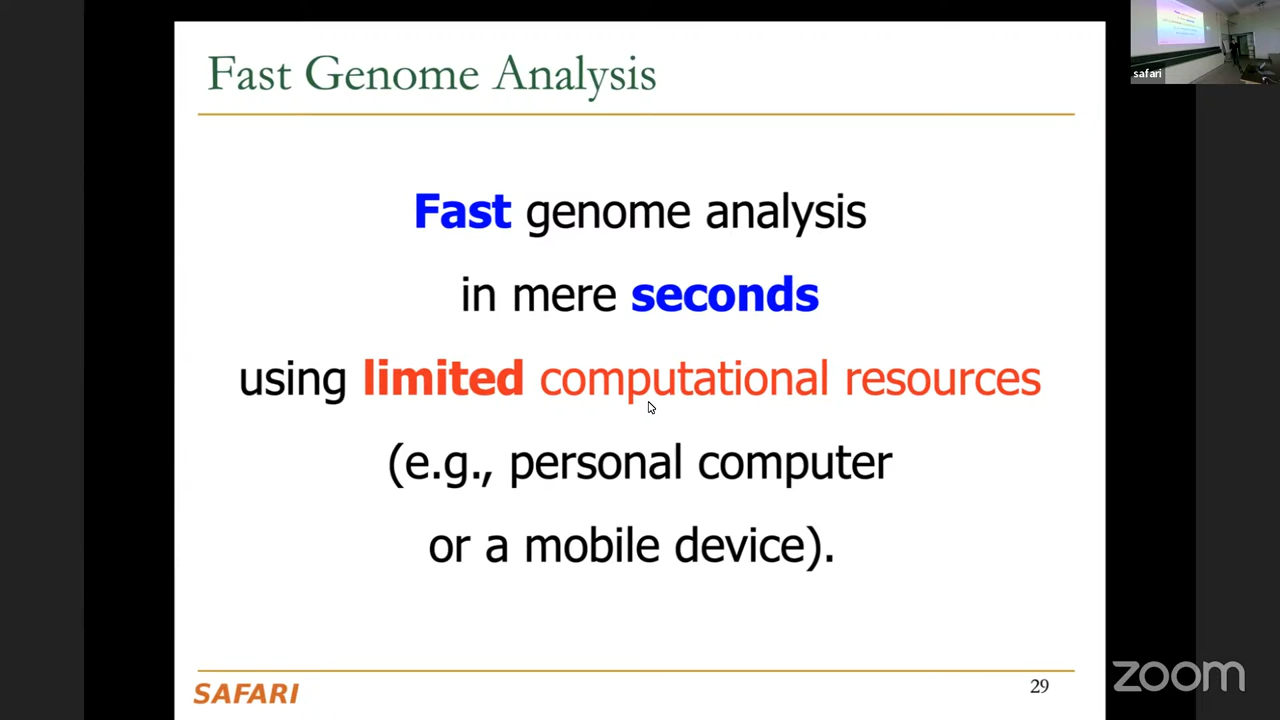 Fast Genome Analysis
safari
Fast genome analysis
in mere seconds
using limited computational resources
(e.g., personal computer
or a mobile device).
SAFARI
29
zoom